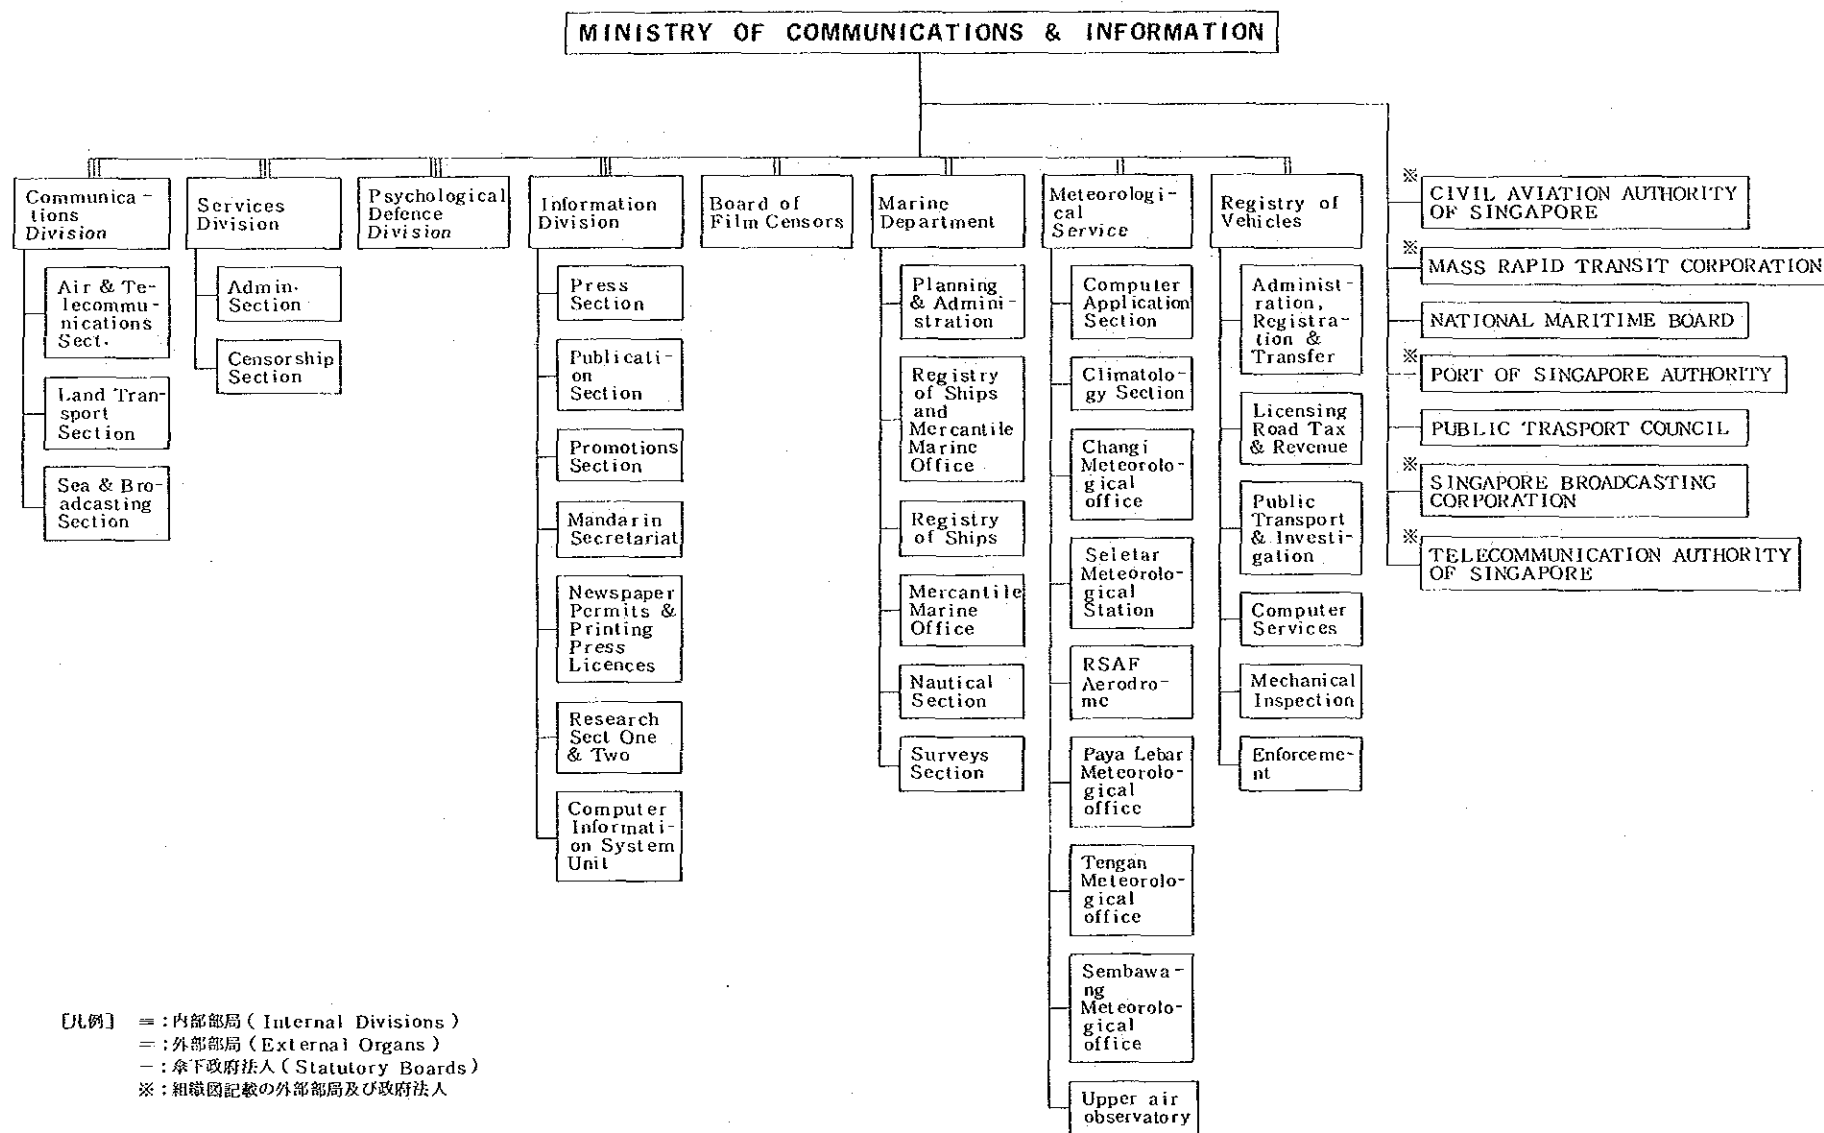 MINISTRY OF COMMUNICATIONS & INFORMATION
Communica-
tions
Division
Air & Te-
lecommu-
nications
Sect.
Land Tran-
sport
Section
Sea & Bro-
adcasting
Section
Services
Division
Admin.
Section
Censorship
Section
Psychological
Defence
Division
Information
Division
Press
Section
Publicati-
on
Section
Promotions
Section
Mandarin
Secretariat
Newspaper
Permits &
Printing
Press
Licences
Research
Sect One
& Two
Computer
Informati-
on System
Unit
Board of
Film Censors
Marine
Department
Planning
& Admini-
stration
Registry
of Ships
and
Mercantile
Marine
Office
Registry
of Ships
Mercantile
Marine
Office
Nautical
Section
Surveys
Section
Meteorologi-
cal
Service
Computer
Application
Section
Climatolo-
gy Section
Changi
Meteorolo-
gical
office
Seletar
Meteorolo-
gical
Station
RSAF
Aerodro-
me
Paya Lebar
Meteorolo-
gical
office
Tengan
Meteorolo-
gical
office
Sembawa-
ng
Meteorolo-
gical
office
Upper air
observatory
Registry of
Vehicles
Administ-
ration,
Registra-
tion &
Transfer
Licensing
Road Tax
& Revenue
Public
Transport
& Investi-
gation
Computer
Services
Mechanical
Inspection
Enforceme-
nt
※
CIVIL AVIATION AUTHORITY
OF SINGAPORE
※
MASS RAPID TRANSIT CORPORATION
NATIONAL MARITIME BOARD
※
PORT OF SINGAPORE AUTHORITY
PUBLIC TRASPORT COUNCIL
※
SINGAPORE BROADCASTING
CORPORATION
※
TELECOMMUNICATION AUTHORITY
OF SINGAPORE
〔凡例〕 ≡:内部部局(Internal Divisions)
=:外部部局(External Organs)
−:傘下政府法人(Statutory Boards)
※:組織図記載の外部部局及び政府法人